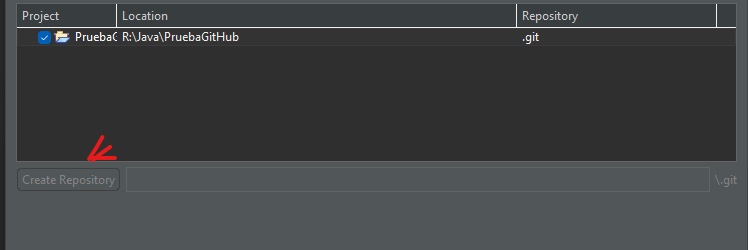 Project Location Repository
PruebaG R:\Java\PruebaGitHub .git
Create Repository \.git